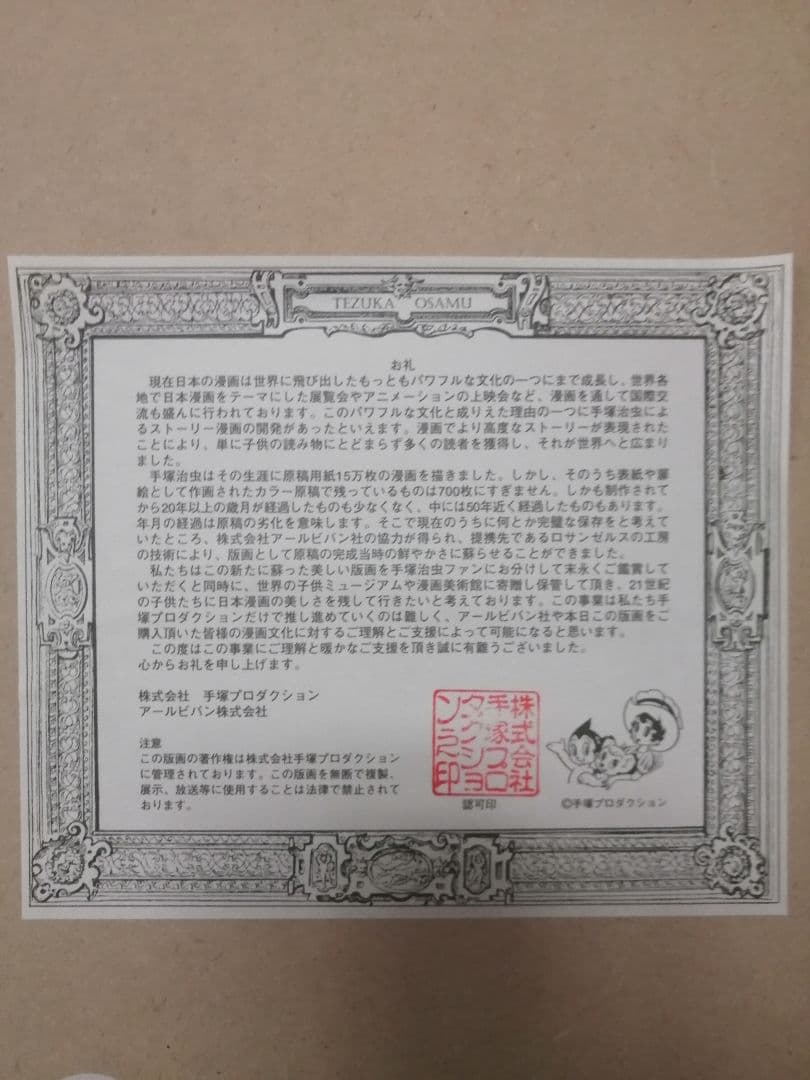 TEZUKA OSAMU
お礼
現在日本の漫画は世界に飛び出したもっともパワフルな文化の一つにまで成長し、世界各
地で日本漫画をテーマにした展覧会やアニメーションの上映会など、漫画を通して国際交
流も盛んに行われております。このパワフルな文化と成りえた理由の一つに手塚治虫によ
るストーリー漫画の開発があったといえます。漫画でより高度なストーリーが表現された
ことにより、単に子供の読み物にとどまらず多くの読者を獲得し、それが世界へと広まり
ました。
手塚治虫はその生涯に原稿用紙15万枚の漫画を描きました。しかし、そのうち表紙や扉
絵として作画されたカラー原稿で残っているものは700枚にすぎません。しかも制作されて
から20年以上の歳月が経過したものも少なくなく、中には50年近く経過したものもあります。
年月の経過は原稿の劣化を意味します。そこで現在のうちに何とか完璧な保存をと考えて
いたところ、株式会社アールビバン社の協力が得られ、提携先であるロサンゼルスの工房
の技術により、版画として原稿の完成当時の鮮やかさに蘇らせることができました。
私たちはこの新たに蘇った美しい版画を手塚治虫ファンにお分けして末永くご鑑賞して
いただくと同時に、世界の子供ミュージアムや漫画美術館に寄贈し保管して頂き、21世紀
の子供たちに日本漫画の美しさを残して行きたいと考えております。この事業は私たち手
塚プロダクションだけで推し進めていくのは難しく、アールビバン社や本日この版画をご
購入頂いた皆様の漫画文化に対するご理解とご支援によって可能になると思います。
この度はこの事業にご理解と暖かなご支援を頂き誠に有難うございました。
心からお礼を申し上げます。
株式会社 手塚プロダクション
アールビバン株式会社
注意
この版画の著作権は株式会社手塚プロダクション
に管理されております。この版画を無断で複製、
展示、放送等に使用することは法律で禁止されて
おります。
株式会社
手塚プロ
ダクショ
ン之印
認可印
©手塚プロダクション